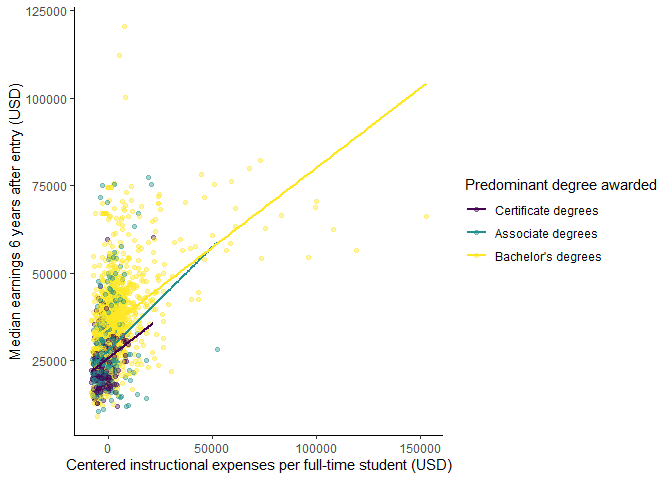 125000
100000
75000
50000
25000
Median earnings 6 years after entry (USD)
0
50000
100000
150000
Centered instructional expenses per full-time student (USD)
Predominant degree awarded
Certificate degrees
Associate degrees
Bachelor's degrees